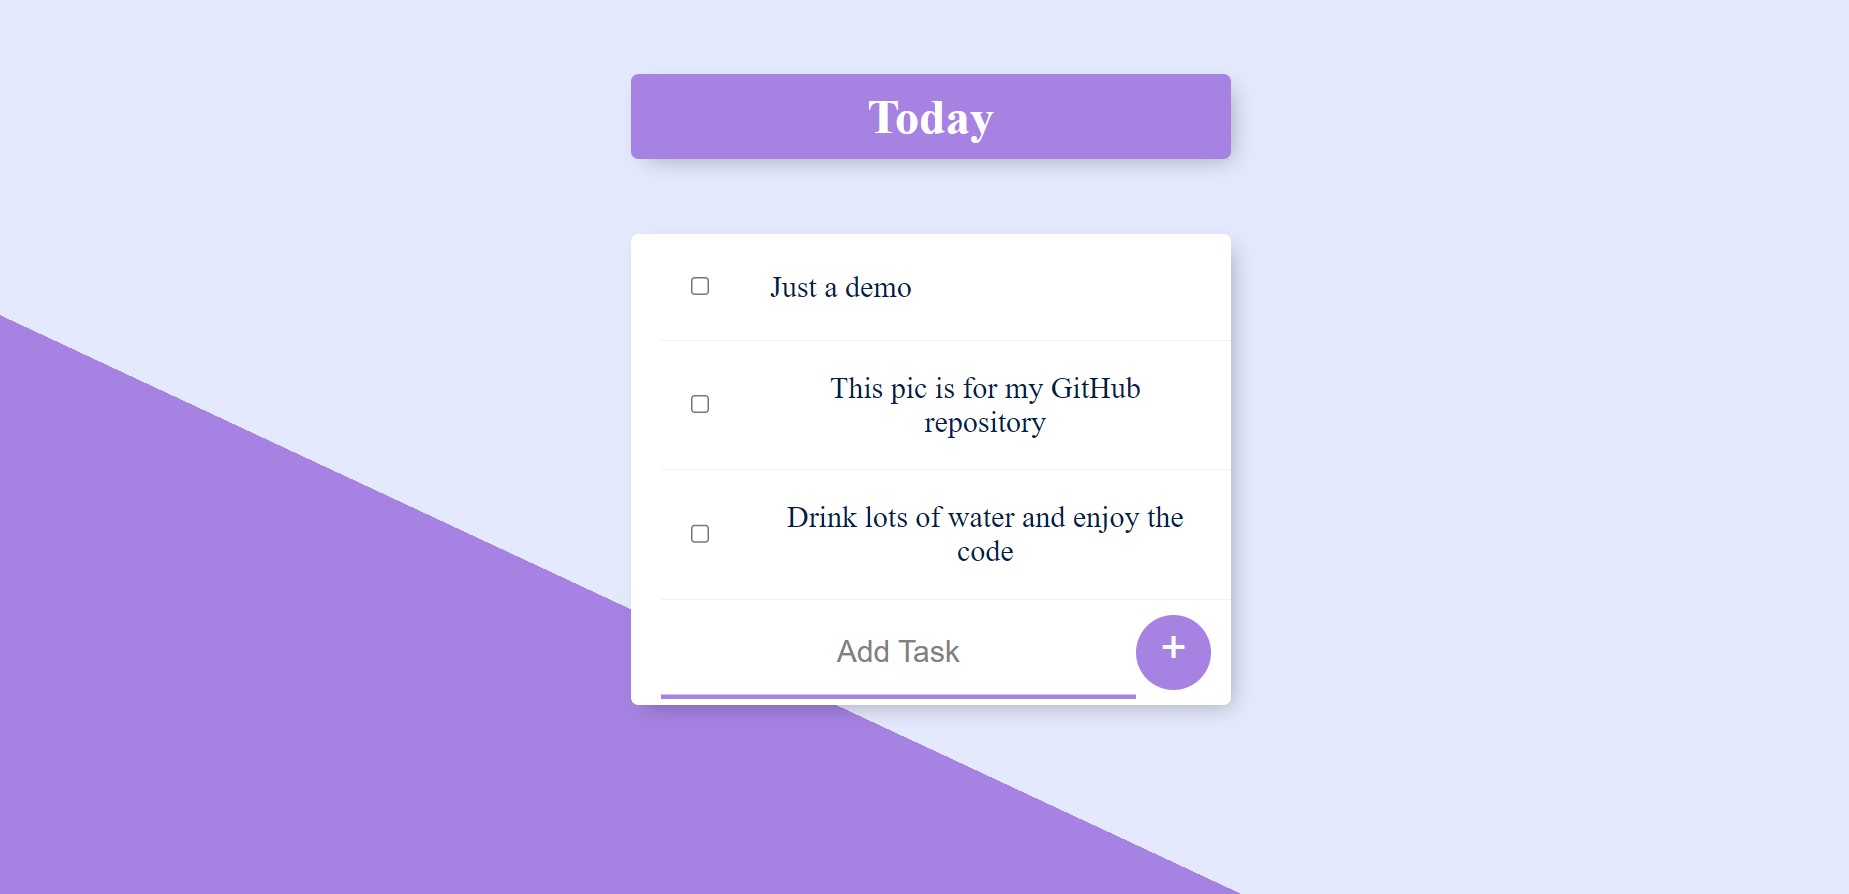 Today
Just a demo
This pic is for my GitHub
repository
Drink lots of water and enjoy the
code
Add Task +